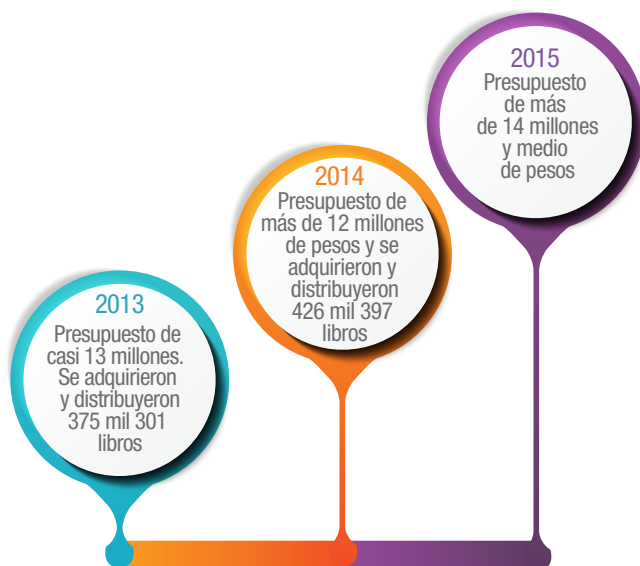 2013
Presupuesto de
casi 13 millones.
Se adquirieron
y distribuyeron
375 mil 301
libros
2014
Presupuesto de
más de 12 millones
de pesos y se
adquirieron y
distribuyeron
426 mil 397
libros
2015
Presupuesto
de más
de 14 millones
y medio
de pesos